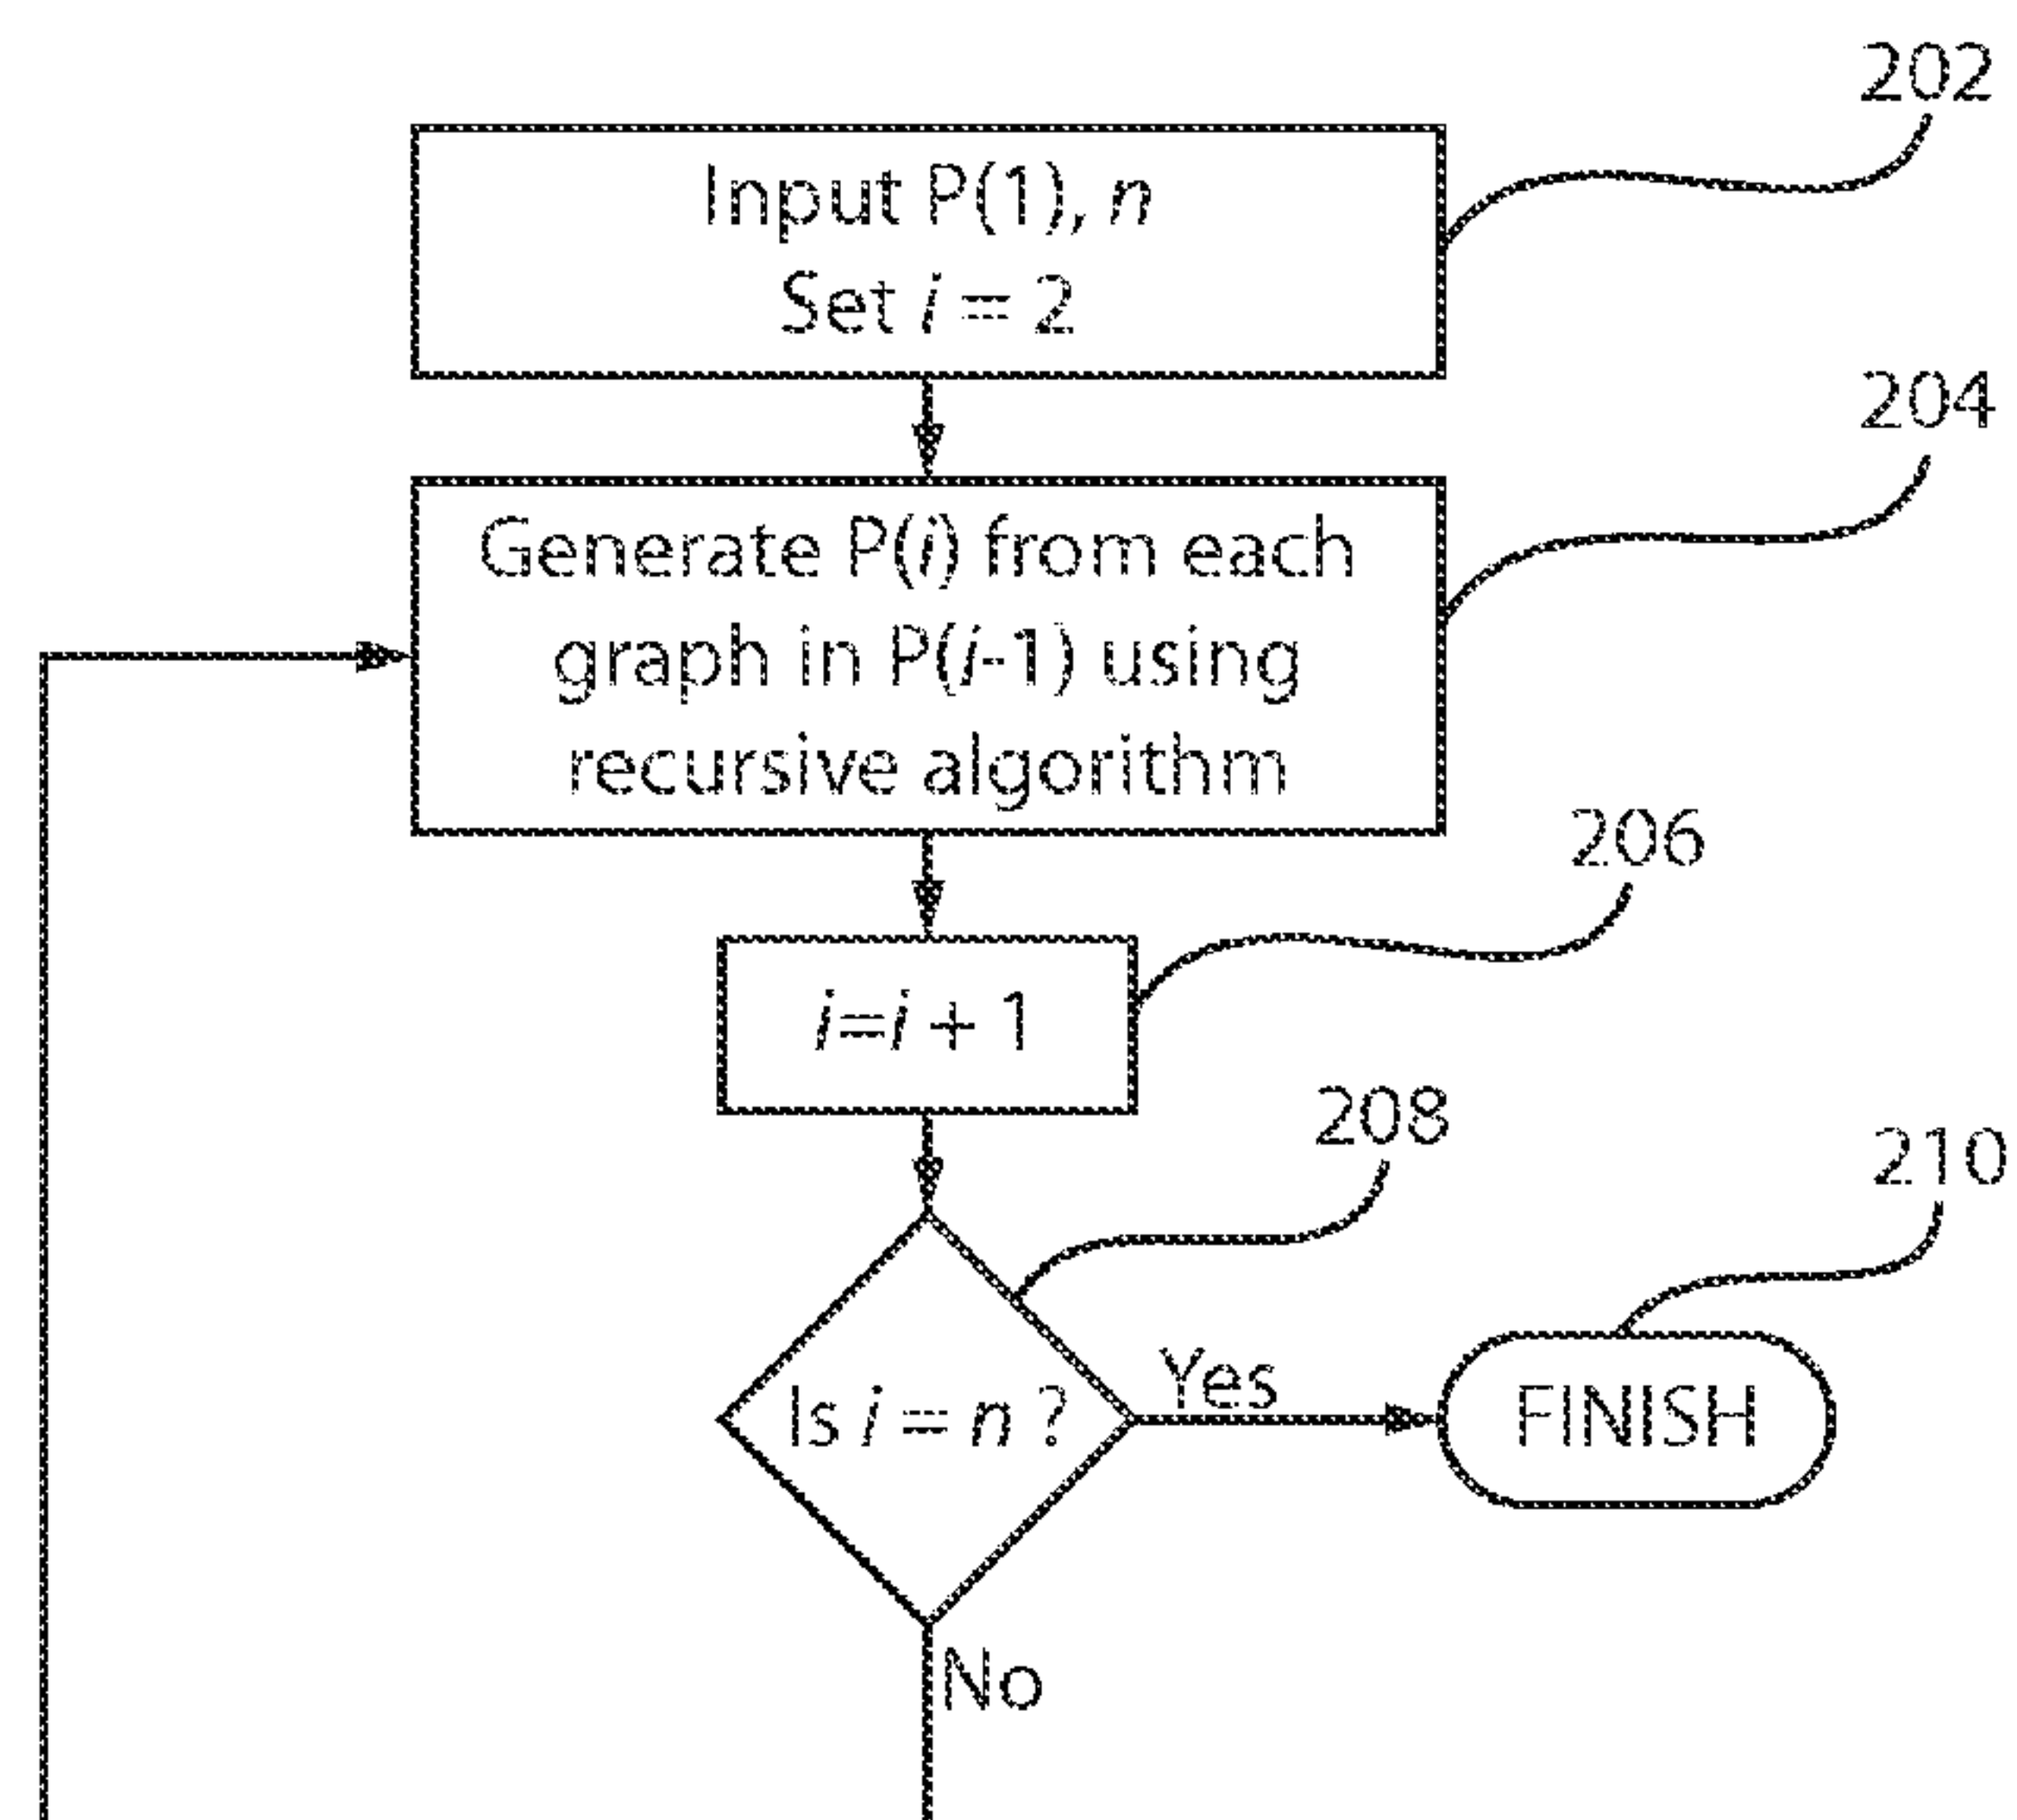 202
Input P(1), n
Set i = 2
204
Generate P(i) from each
graph in P(i-1) using
recursive algorithm
206
i=i + 1
208
210
Is i = n ?
Yes
FINISH
No